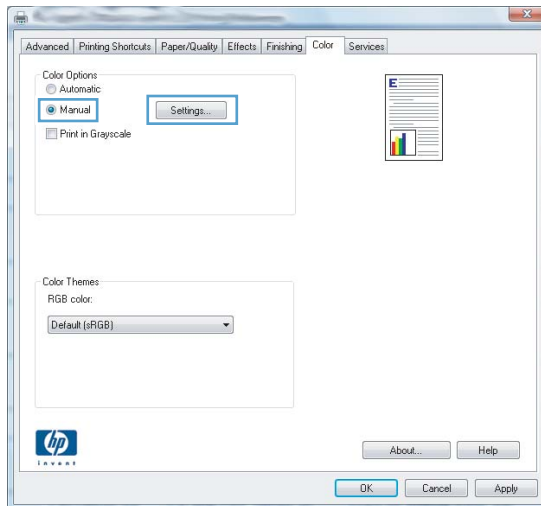 Advanced Printing Shortcuts Paper/Quality Effects Finishing Color Services
Color Options
Automatic
Manual Settings...
Print in Grayscale
E
Color Themes
RGB color:
Default (sRGB)
hp
invent
About... Help
OK Cancel Apply